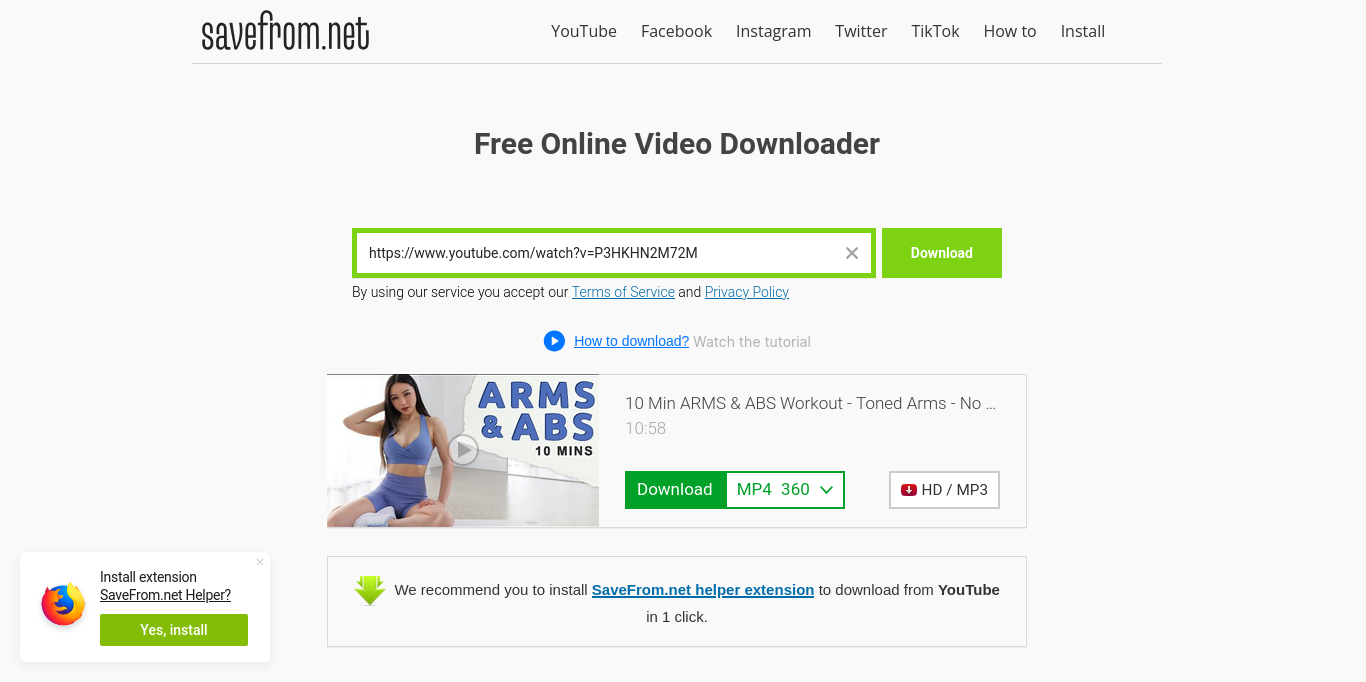 savefrom.net
YouTube Facebook Instagram Twitter TikTok How to Install
Free Online Video Downloader
https://www.youtube.com/watch?v=P3HKHN2M72M
Download
By using our service you accept our Terms of Service and Privacy Policy
How to download? Watch the tutorial
ARMS
& ABS
10 MINS
10 Min ARMS & ABS Workout - Toned Arms - No ...
10:58
Download MP4 360
HD / MP3
We recommend you to install SaveFrom.net helper extension to download from YouTube
in 1 click.
Install extension
SaveFrom.net Helper?
Yes, install